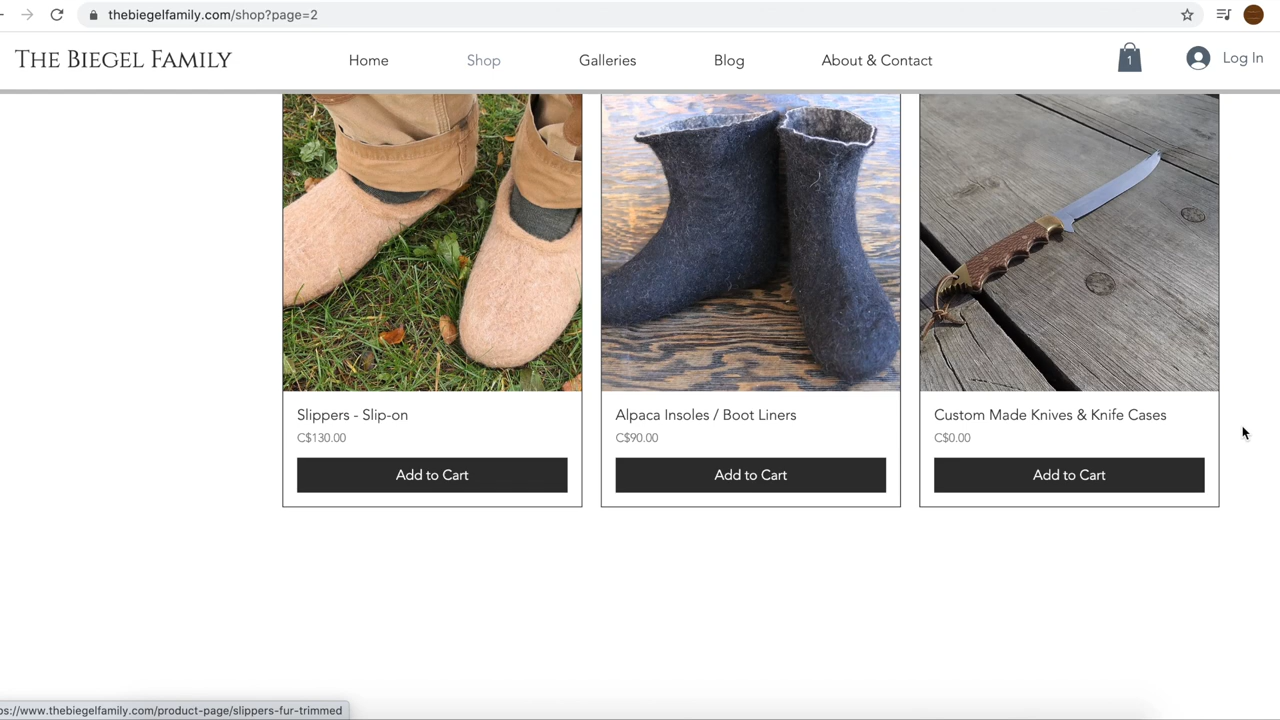 thebiegelfamily.com/shop?page=2
THE BIEGEL FAMILY
Home
Shop
Galleries
Blog
About & Contact
1
Log In
Slippers - Slip-on
C$130.00
Add to Cart
Alpaca Insoles / Boot Liners
C$90.00
Add to Cart
Custom Made Knives & Knife Cases
C$0.00
Add to Cart
ps://www.thebiegelfamily.com/product-page/slippers-fur-trimmed